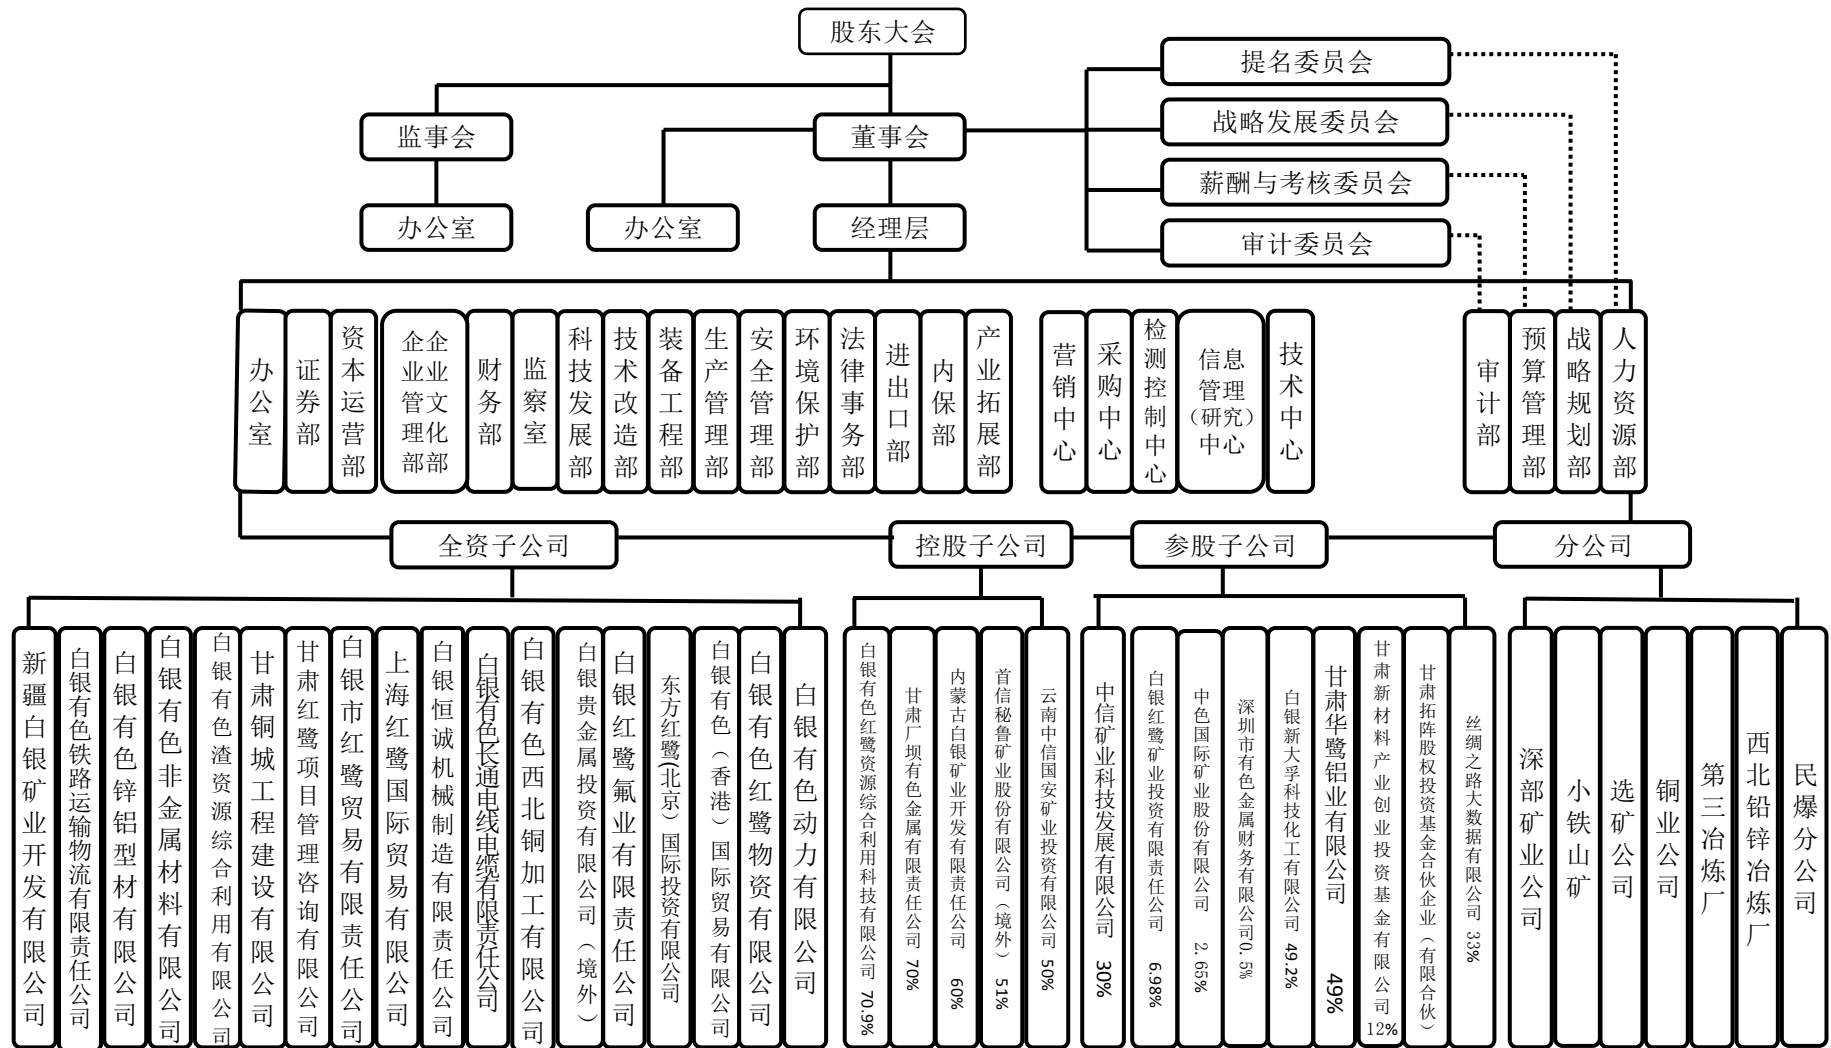 股东大会
提名委员会
战略发展委员会
监事会
董事会
薪酬与考核委员会
办公室
办公室
经理层
审计委员会
办公室
证券部
资本运营部
企业管理部
企业文化部
财务部
监察室
科技发展部
技术改造部
装备工程部
生产管理部
安全管理部
环境保护部
法律事务部
进出口部
内保部
产业拓展部
营销中心
采购中心
检测控制中心
信息
管理
（研究）
中心
技术中心
审计部
预算管理部
战略规划部
人力资源部
全资子公司
控股子公司
参股子公司
分公司
新疆白银矿业开发有限公司
白银有色铁路运输物流有限责任公司
白银有色锌铝型材有限公司
白银有色非金属材料有限公司
白银有色渣资源综合利用有限公司
甘肃铜城工程建设有限公司
甘肃红鹭项目管理咨询有限公司
白银市红鹭贸易有限责任公司
上海红鹭国际贸易有限公司
白银恒诚机械制造有限责任公司
白银有色长通电线电缆有限责任公司
白银有色西北铜加工有限公司
白银贵金属投资有限公司（境外）
白银红鹭氟业有限责任公司
东方红鹭(北京）国际投资有限公司
白银有色（香港）国际贸易有限公司
白银有色红鹭物资有限公司
白银有色动力有限公司
白银有色红鹭资源综合利用科技有限公司 70.9%
甘肃厂坝有色金属有限责任公司 70%
内蒙古白银矿业开发有限责任公司 60%
首信秘鲁矿业股份有限公司（境外） 51%
云南中信国安矿业投资有限公司 50%
中信矿业科技发展有限公司 30%
白银红鹭矿业投资有限责任公司 6.98%
中色国际矿业股份有限公司 2.65%
深圳市有色金属财务有限公司0.5%
白银新大孚科技化工有限公司 49.2%
甘肃华鹭铝业有限公司 49%
甘肃新材料产业创业投资基金有限公司 12%
甘肃拓阵股权投资基金合伙企业（有限合伙）
丝绸之路大数据有限公司 33%
深部矿业公司
小铁山矿
选矿公司
铜业公司
第三冶炼厂
西北铅锌冶炼厂
民爆分公司